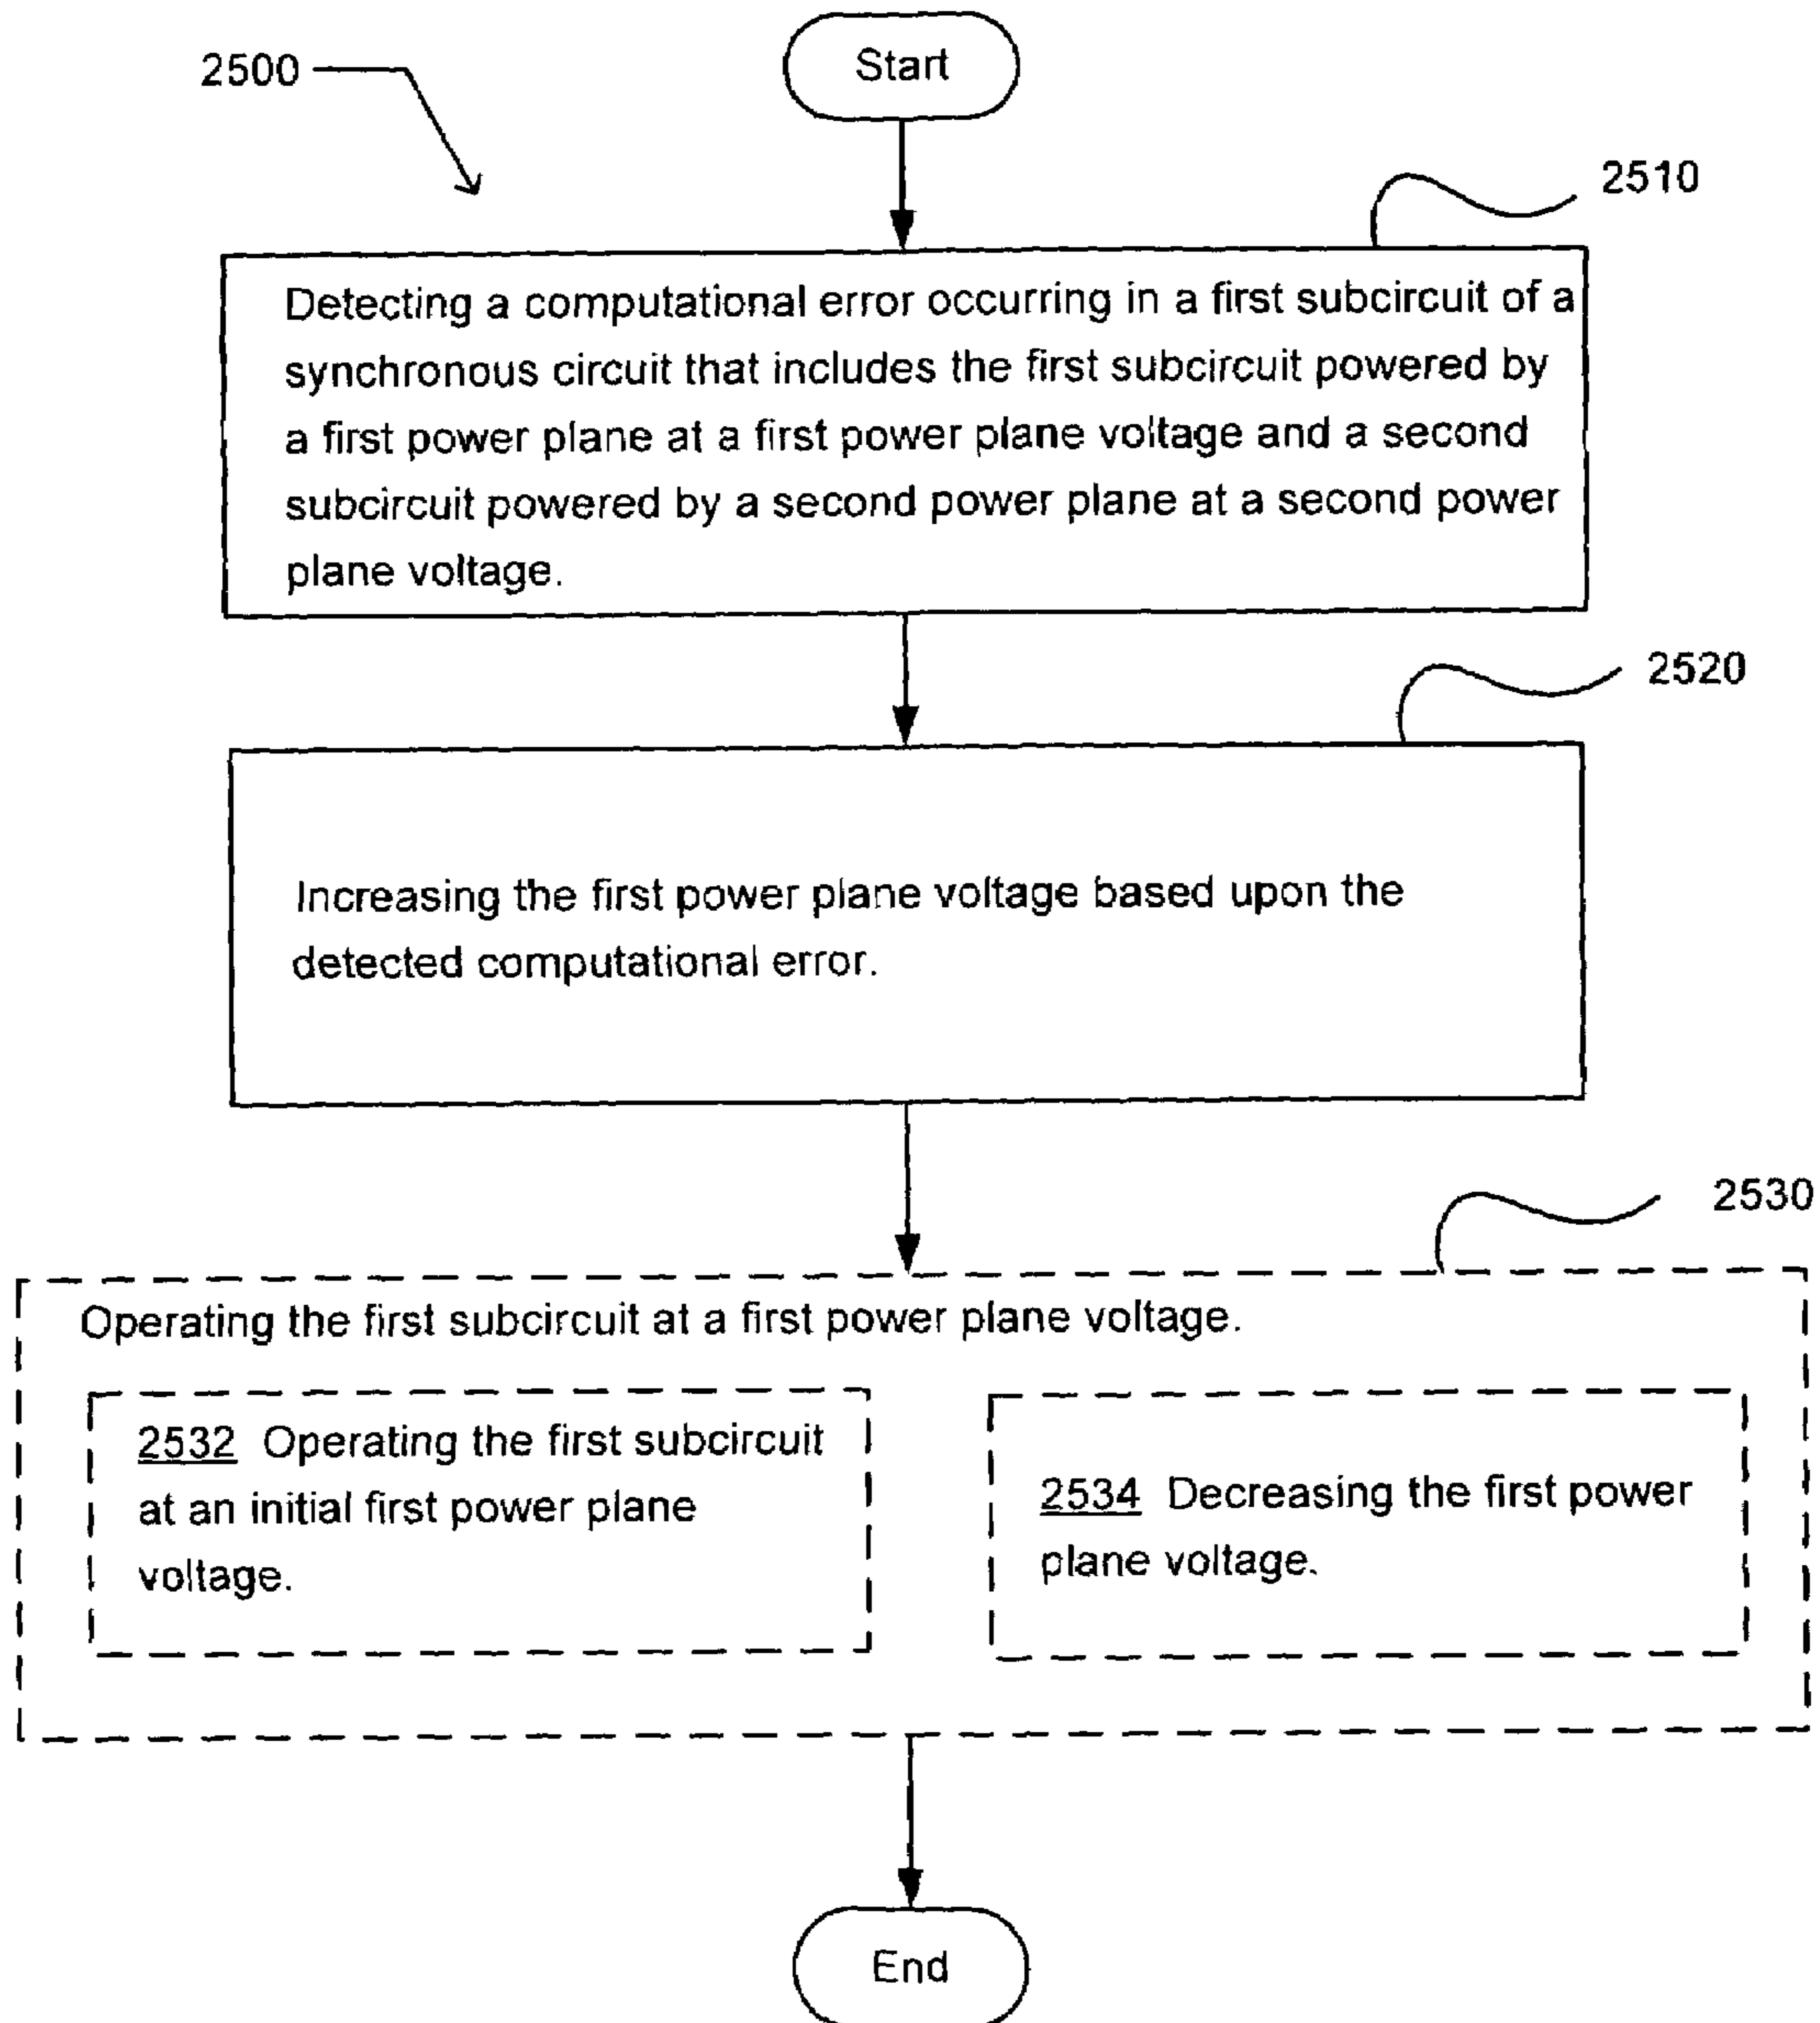 Start
2500
2510
Detecting a computational error occurring in a first subcircuit of a
synchronous circuit that includes the first subcircuit powered by
a first power plane at a first power plane voltage and a second
subcircuit powered by a second power plane at a second power
plane voltage.
2520
Increasing the first power plane voltage based upon the
detected computational error.
2530
Operating the first subcircuit at a first power plane voltage.
2532 Operating the first subcircuit
at an initial first power plane
voltage.
2534 Decreasing the first power
plane voltage.
End